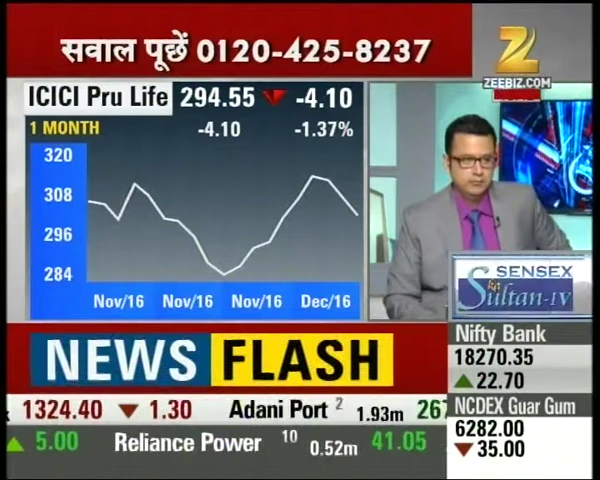 सवाल पूछें 0120-425-8237
Z
ZEEBIZ.COM
ICICI Pru Life 294.55 -4.10
1 MONTH -4.10 -1.37%
320
308
296
284
Nov/16 Nov/16 Nov/16 Dec/16
SENSEX
ka
Sultan-IV
NEWS FLASH
Nifty Bank
18270.35
22.70
1324.40 1.30 Adani Port 2 1.93m 267
NCDEX Guar Gum
6282.00
35.00
5.00 Reliance Power 10 0.52m 41.05